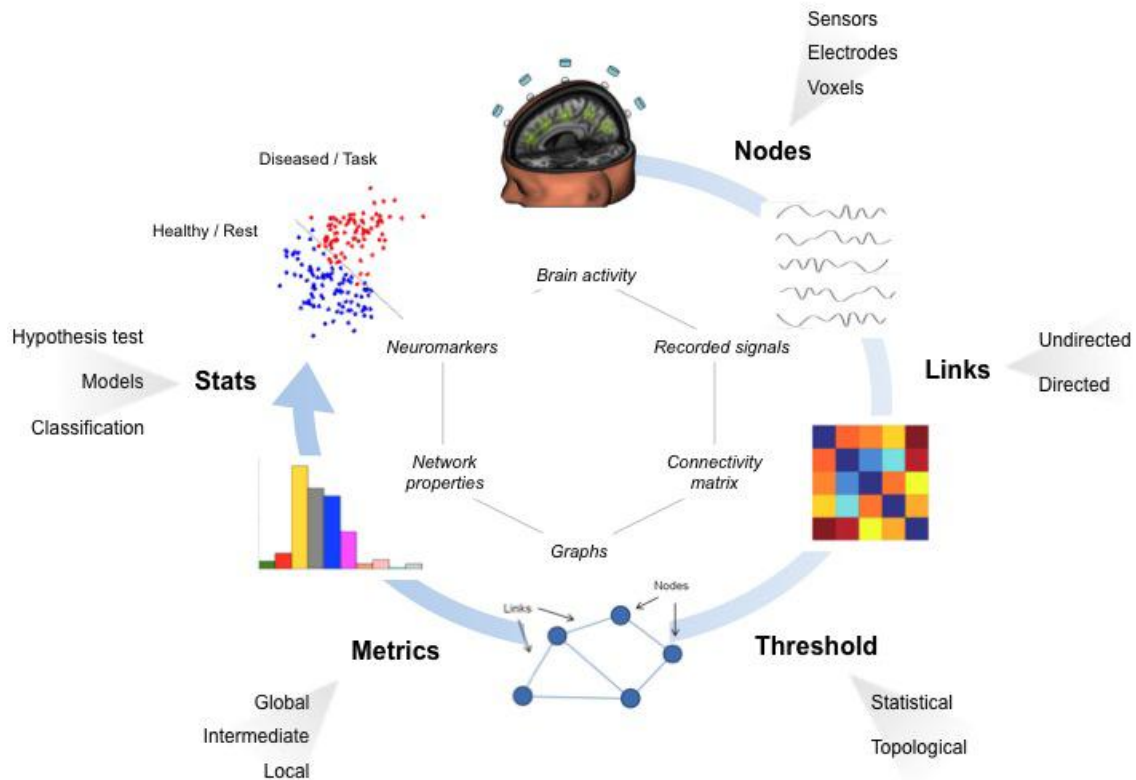 Sensors
Electrodes
Voxels
Nodes
Diseased / Task
Healthy / Rest
Brain activity
Hypothesis test
Models
Classification
Stats
Neuromarkers
Recorded signals
Links
Undirected
Directed
Network
properties
Connectivity
matrix
Graphs
Links
Nodes
Metrics
Threshold
Global
Intermediate
Local
Statistical
Topological